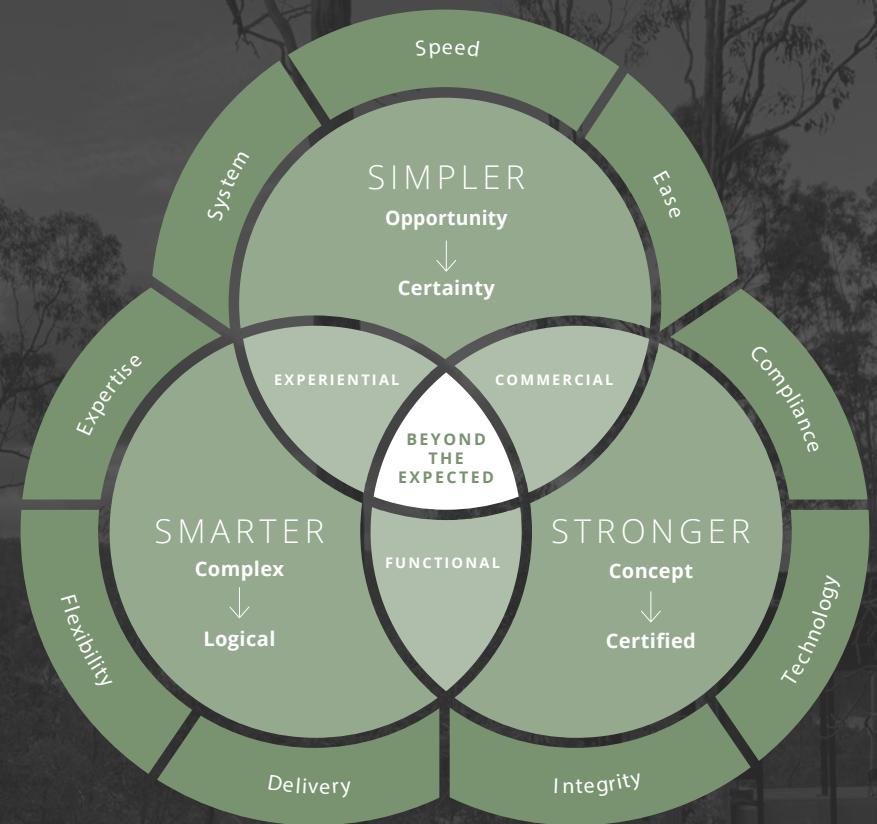 Speed
System
Ease
SIMPLER
Opportunity
Certainty
Expertise
Compliance
EXPERIENTIAL
COMMERCIAL
BEYOND
THE
EXPECTED
SMARTER
Complex
Logical
STRONGER
Concept
Certified
FUNCTIONAL
Flexibility
Technology
Delivery
Integrity